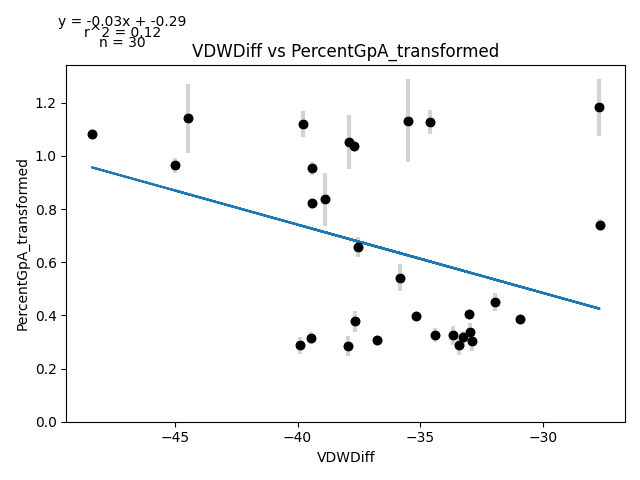 y = -0.03x + -0.29
r^2 = 0.12
n = 30
VDWDiff vs PercentGpA_transformed
PercentGpA_transformed
1.2
1.0
0.8
0.6
0.4
0.2
0.0
−45
−40
−35
−30
VDWDiff